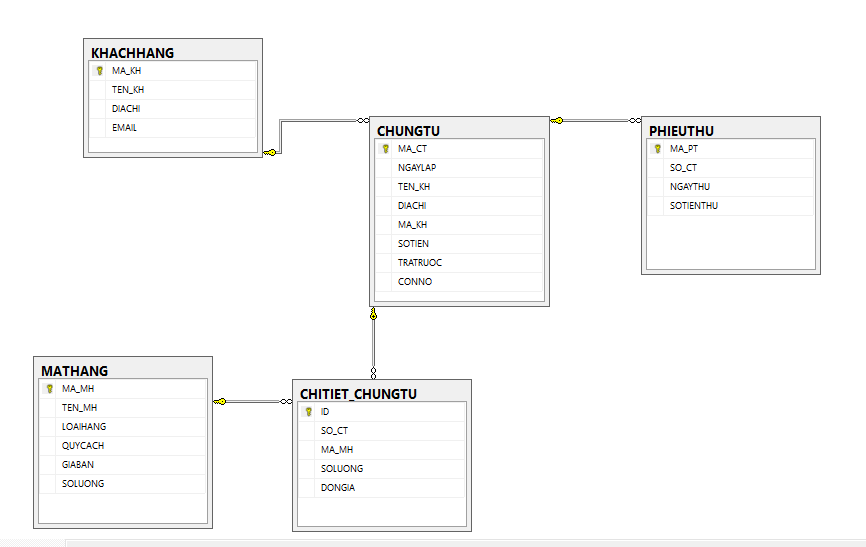 KHACHHANG
MA_KH
TEN_KH
DIACHI
EMAIL
CHUNGTU
MA_CT
NGAYLAP
TEN_KH
DIACHI
MA_KH
SOTIEN
TRATRUOC
CONNO
PHIEUTHU
MA_PT
SO_CT
NGAYTHU
SOTIENTHU
MATHANG
MA_MH
TEN_MH
LOAIHANG
QUYCACH
GIABAN
SOLUONG
CHITIET_CHUNGTU
ID
SO_CT
MA_MH
SOLUONG
DONGIA